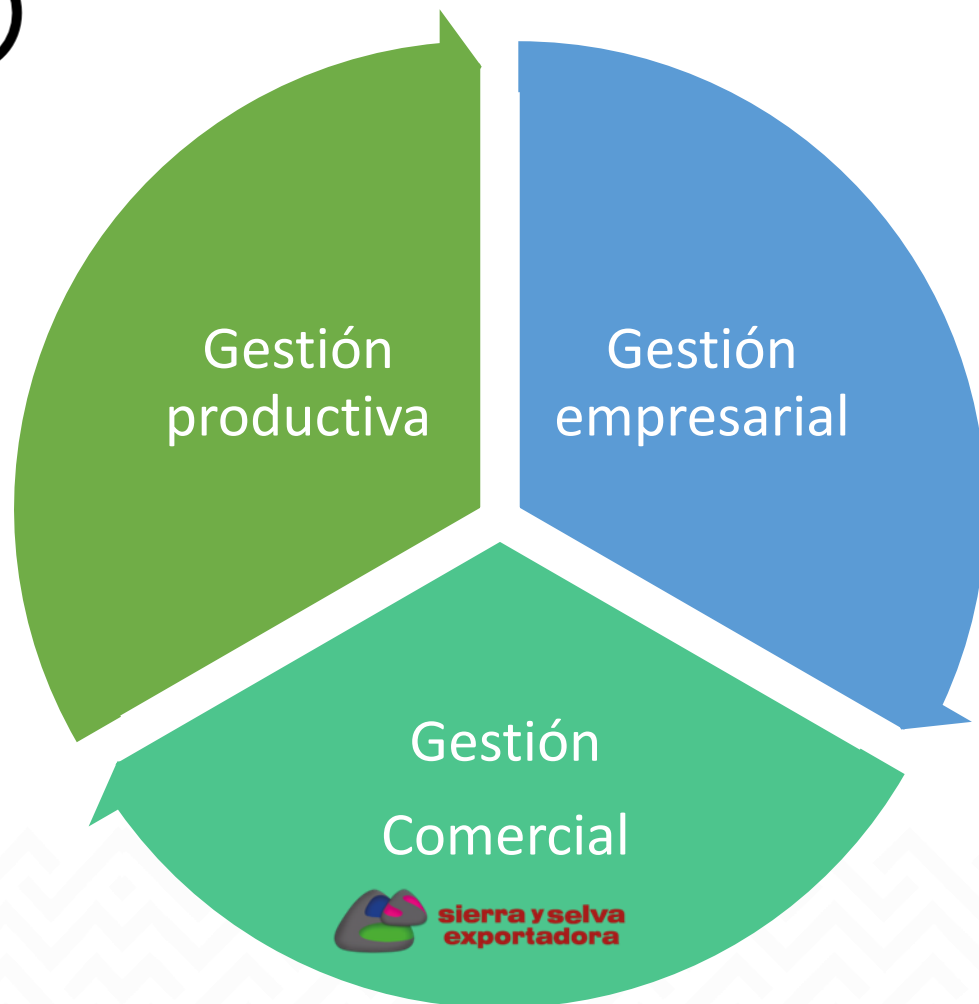 Gestión
productiva
Gestión
empresarial
Gestión
Comercial
sierra y selva
exportadora